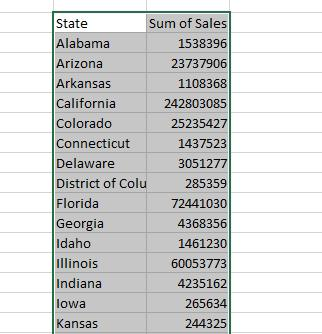 State Sum of Sales
Alabama 1538396
Arizona 23737906
Arkansas 1108368
California 242803085
Colorado 25235427
Connecticut 1437523
Delaware 3051277
District of Colu 285359
Florida 72441030
Georgia 4368356
Idaho 1461230
Illinois 60053773
Indiana 4235162
Iowa 265634
Kansas 244325